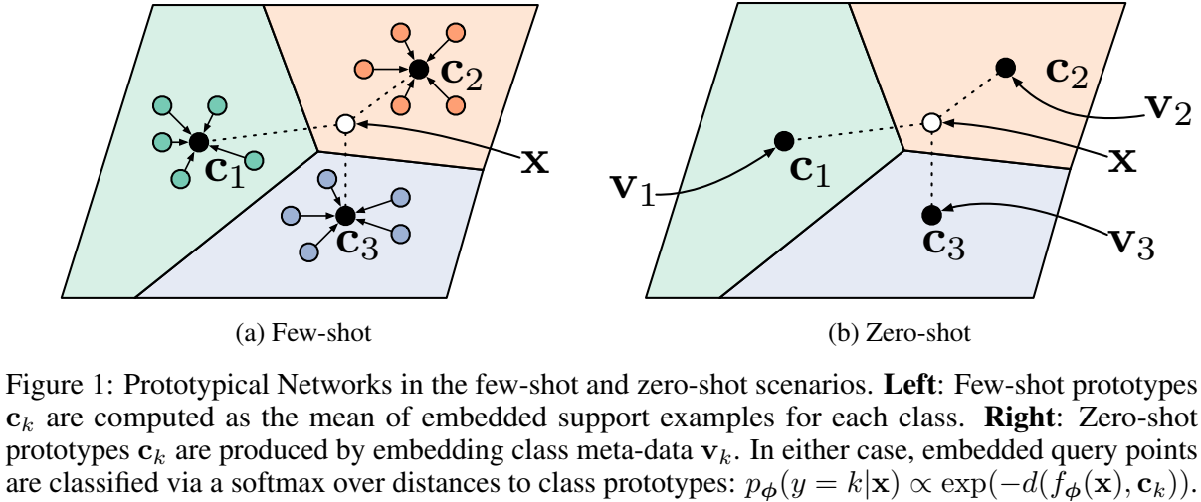 c₂
c₁
x
c₃
(a) Few-shot
c₂
v₂
c₁
x
v₁
c₃
v₃
(b) Zero-shot
Figure 1: Prototypical Networks in the few-shot and zero-shot scenarios. Left: Few-shot prototypes
cₖ are computed as the mean of embedded support examples for each class. Right: Zero-shot
prototypes cₖ are produced by embedding class meta-data vₖ. In either case, embedded query points
are classified via a softmax over distances to class prototypes: p_ϕ(y = k|x) ∝ exp(−d(f_ϕ(x), cₖ)).